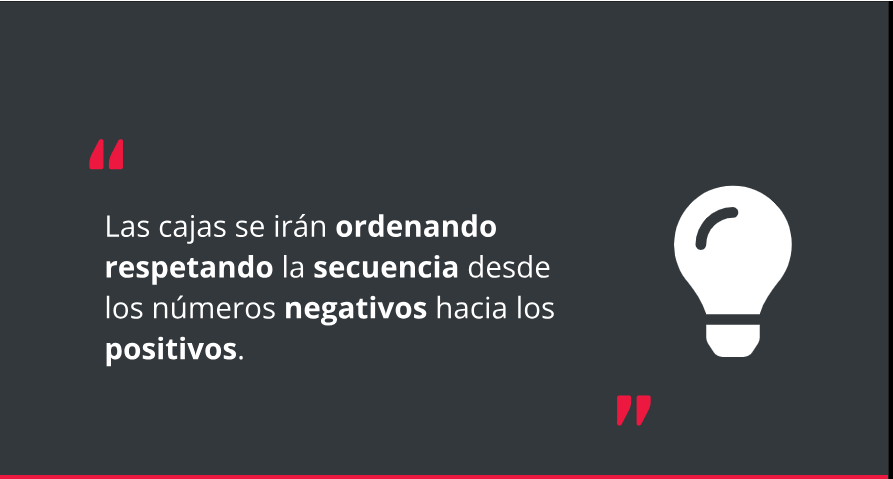 “
Las cajas se irán ordenando
respetando la secuencia desde
los números negativos hacia los
positivos.
”